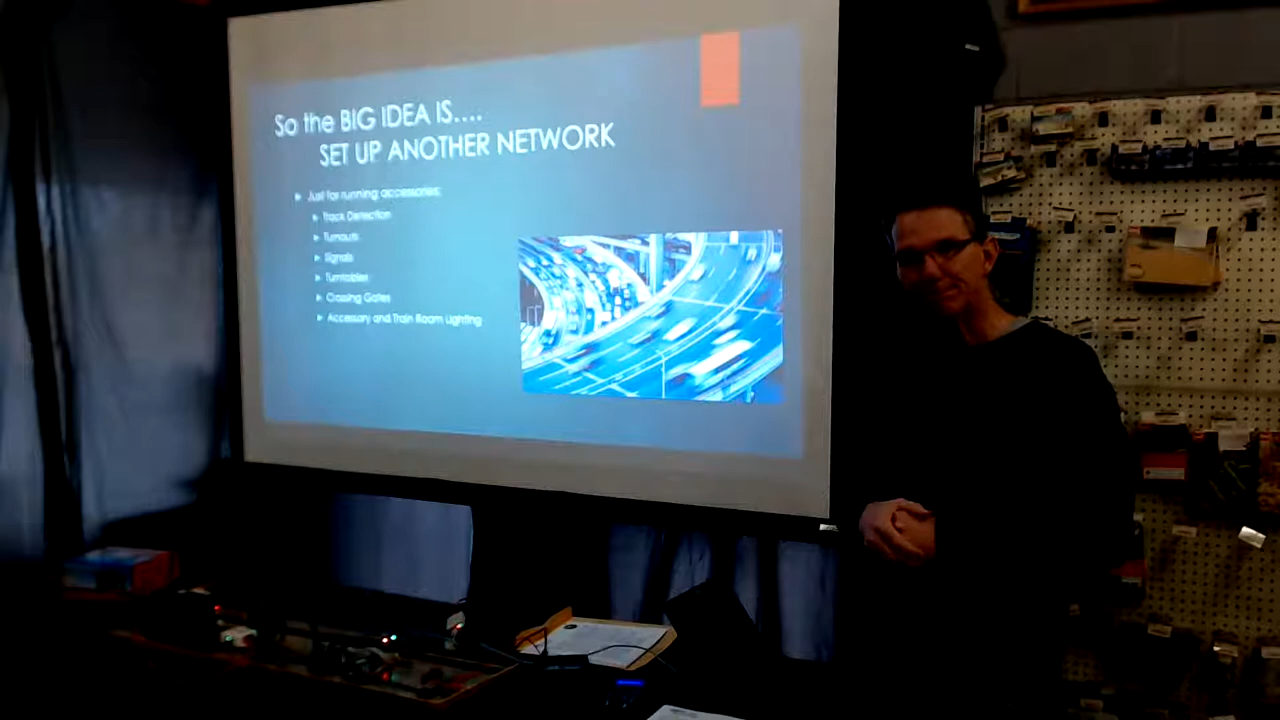 So the BIG IDEA IS....
SET UP ANOTHER NETWORK
Just for running accessories:
Track Detection
Turnouts
Signals
Turntables
Crossing Gates
Accessory and Train Room Lighting